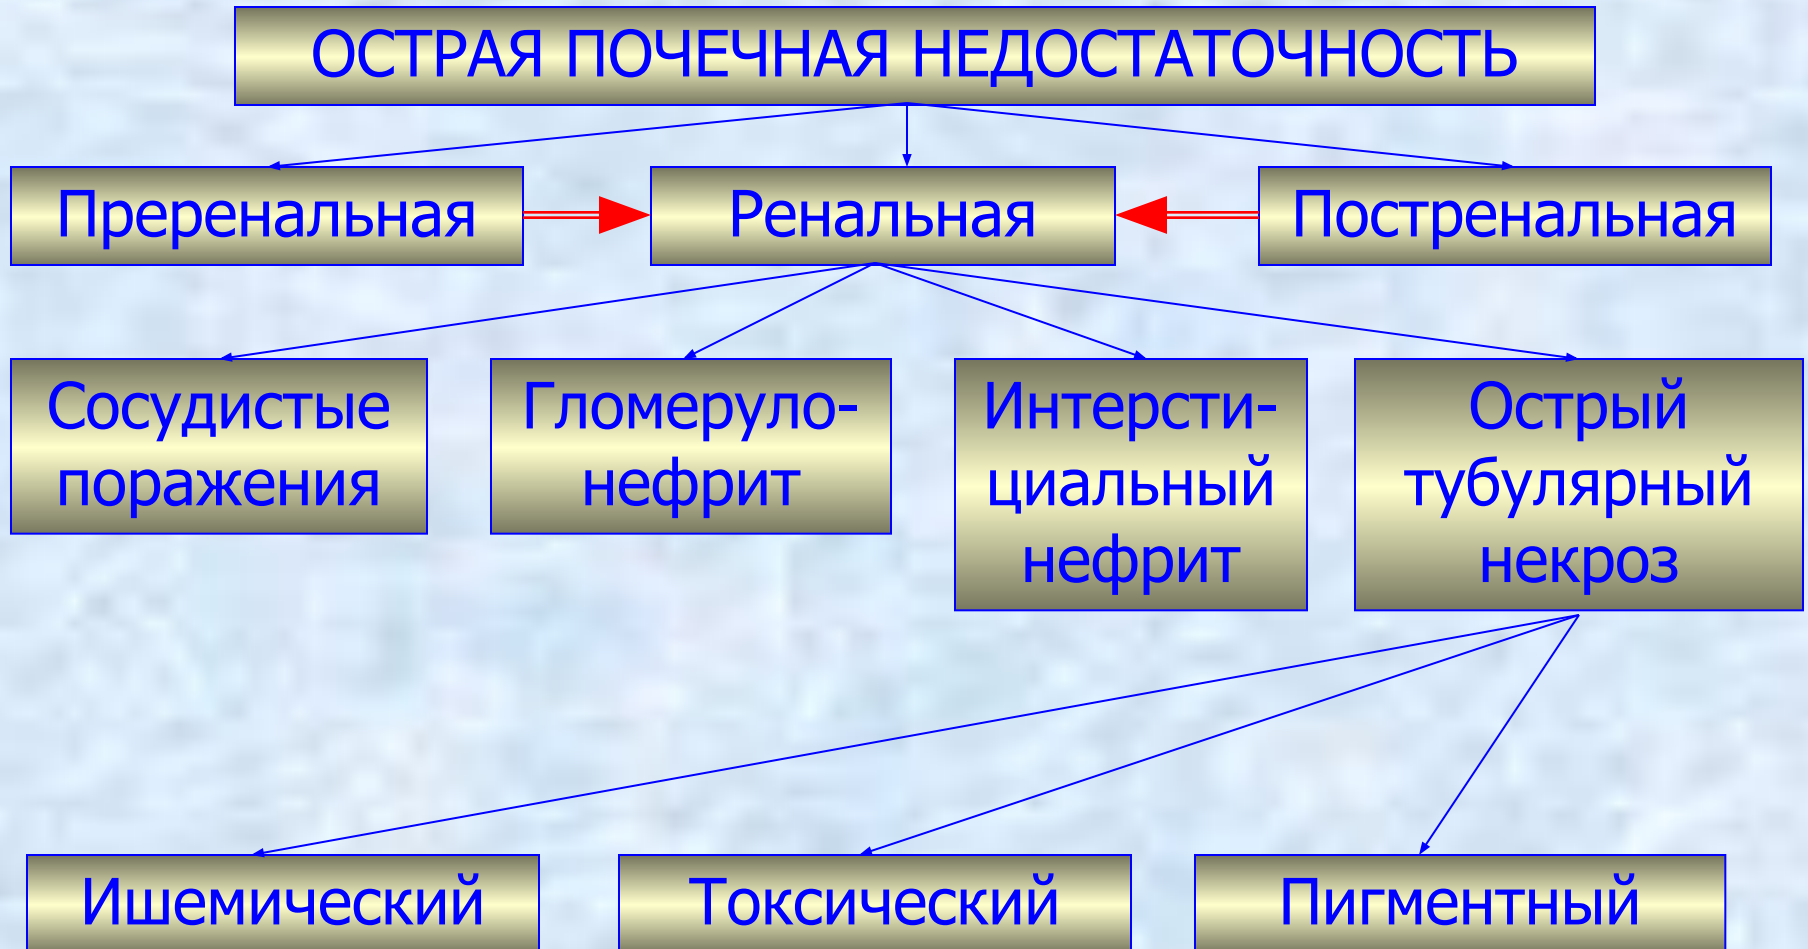 ОСТРАЯ ПОЧЕЧНАЯ НЕДОСТАТОЧНОСТЬ
Преренальная
Ренальная
Постренальная
Сосудистые
поражения
Гломеруло-
нефрит
Интерсти-
циальный
нефрит
Острый
тубулярный
некроз
Ишемический
Токсический
Пигментный